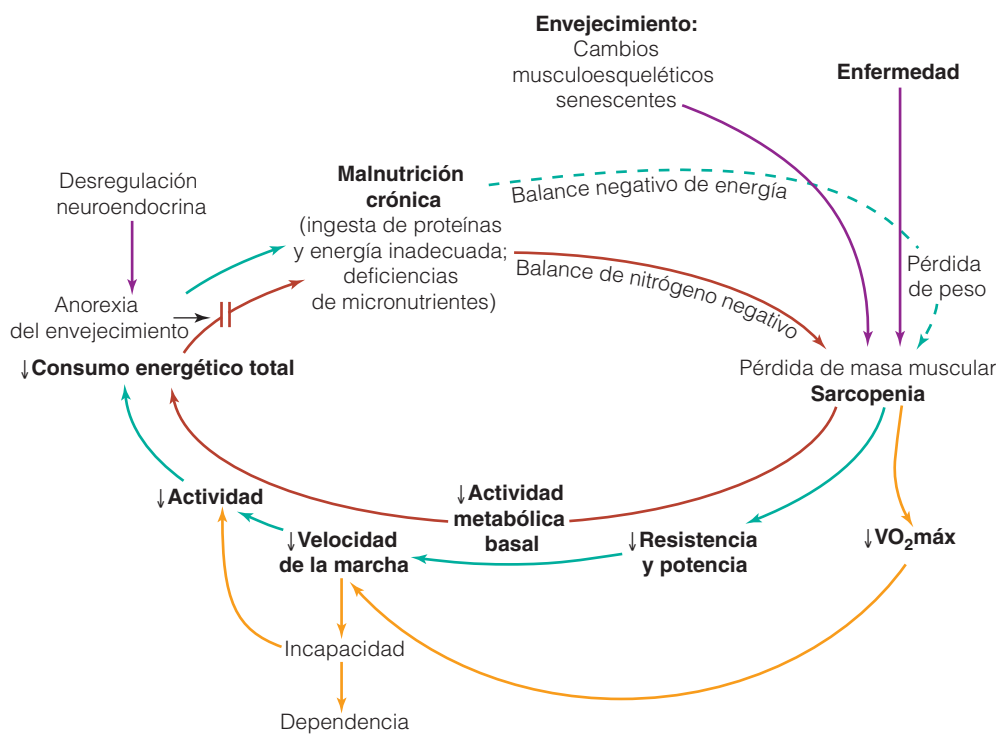 Envejecimiento:
Cambios
musculoesqueléticos
senescentes
Enfermedad
Desregulación
neuroendocrina
Malnutrición
crónica
(ingesta de proteínas
y energía inadecuada;
deficiencias
de micronutrientes)
Balance negativo de energía
Balance de nitrógeno negativo
Pérdida
de peso
Anorexia
del envejecimiento
↓Consumo energético total
Pérdida de masa muscular
Sarcopenia
↓Actividad
↓Actividad
metabólica
basal
↓Velocidad
de la marcha
↓Resistencia
y potencia
↓VO2máx
Incapacidad
Dependencia